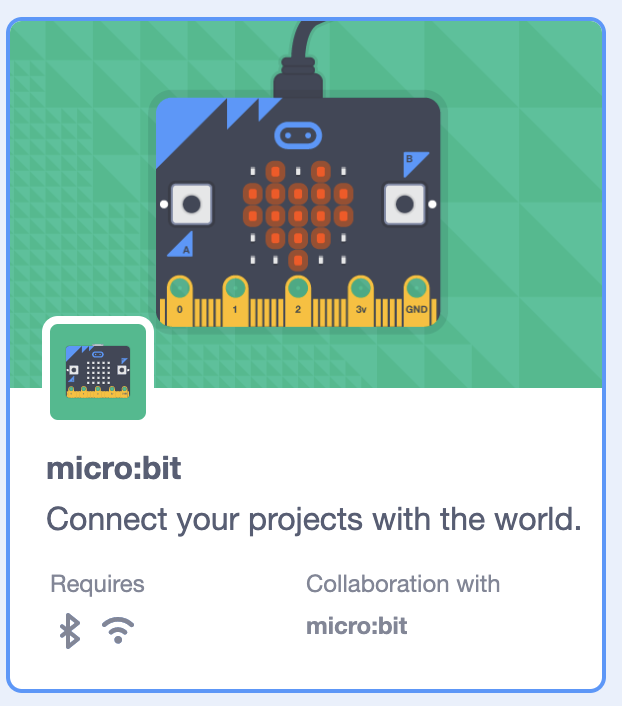 B
A
0 1 2 3v GND
micro:bit
Connect your projects with the world.
Requires
Collaboration with
micro:bit